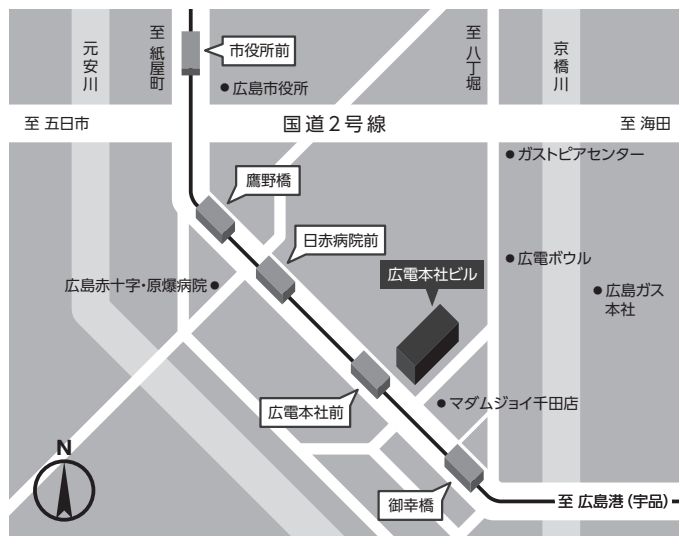 元安川
至 紙屋町
市役所前
広島市役所
至 八丁堀
京橋川
至 五日市
国道2号線
至 海田
ガストピアセンター
鷹野橋
日赤病院前
広電ボウル
広電本社ビル
広島赤十字・原爆病院
広島ガス
本社
広電本社前
マダムジョイ千田店
N
御幸橋
至 広島港（宇品）